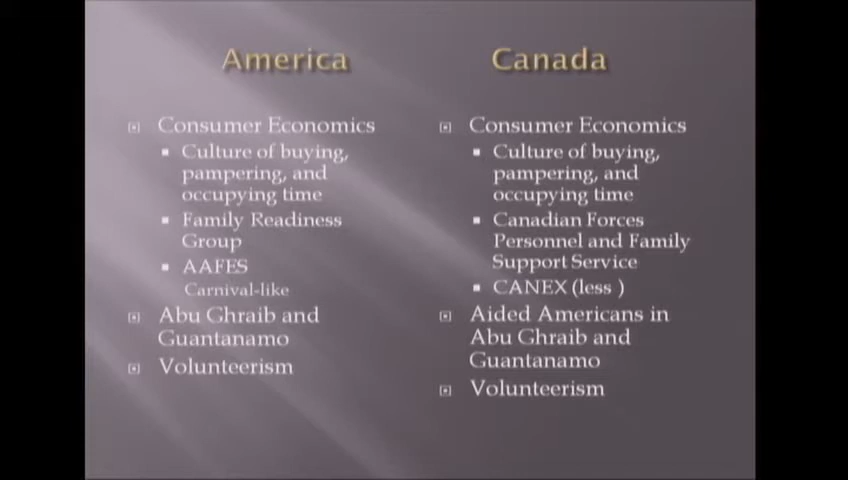 America
Consumer Economics
Culture of buying,
pampering, and
occupying time
Family Readiness
Group
AAFES
Carnival-like
Abu Ghraib and
Guantanamo
Volunteerism
Canada
Consumer Economics
Culture of buying,
pampering, and
occupying time
Canadian Forces
Personnel and Family
Support Service
CANEX (less )
Aided Americans in
Abu Ghraib and
Guantanamo
Volunteerism